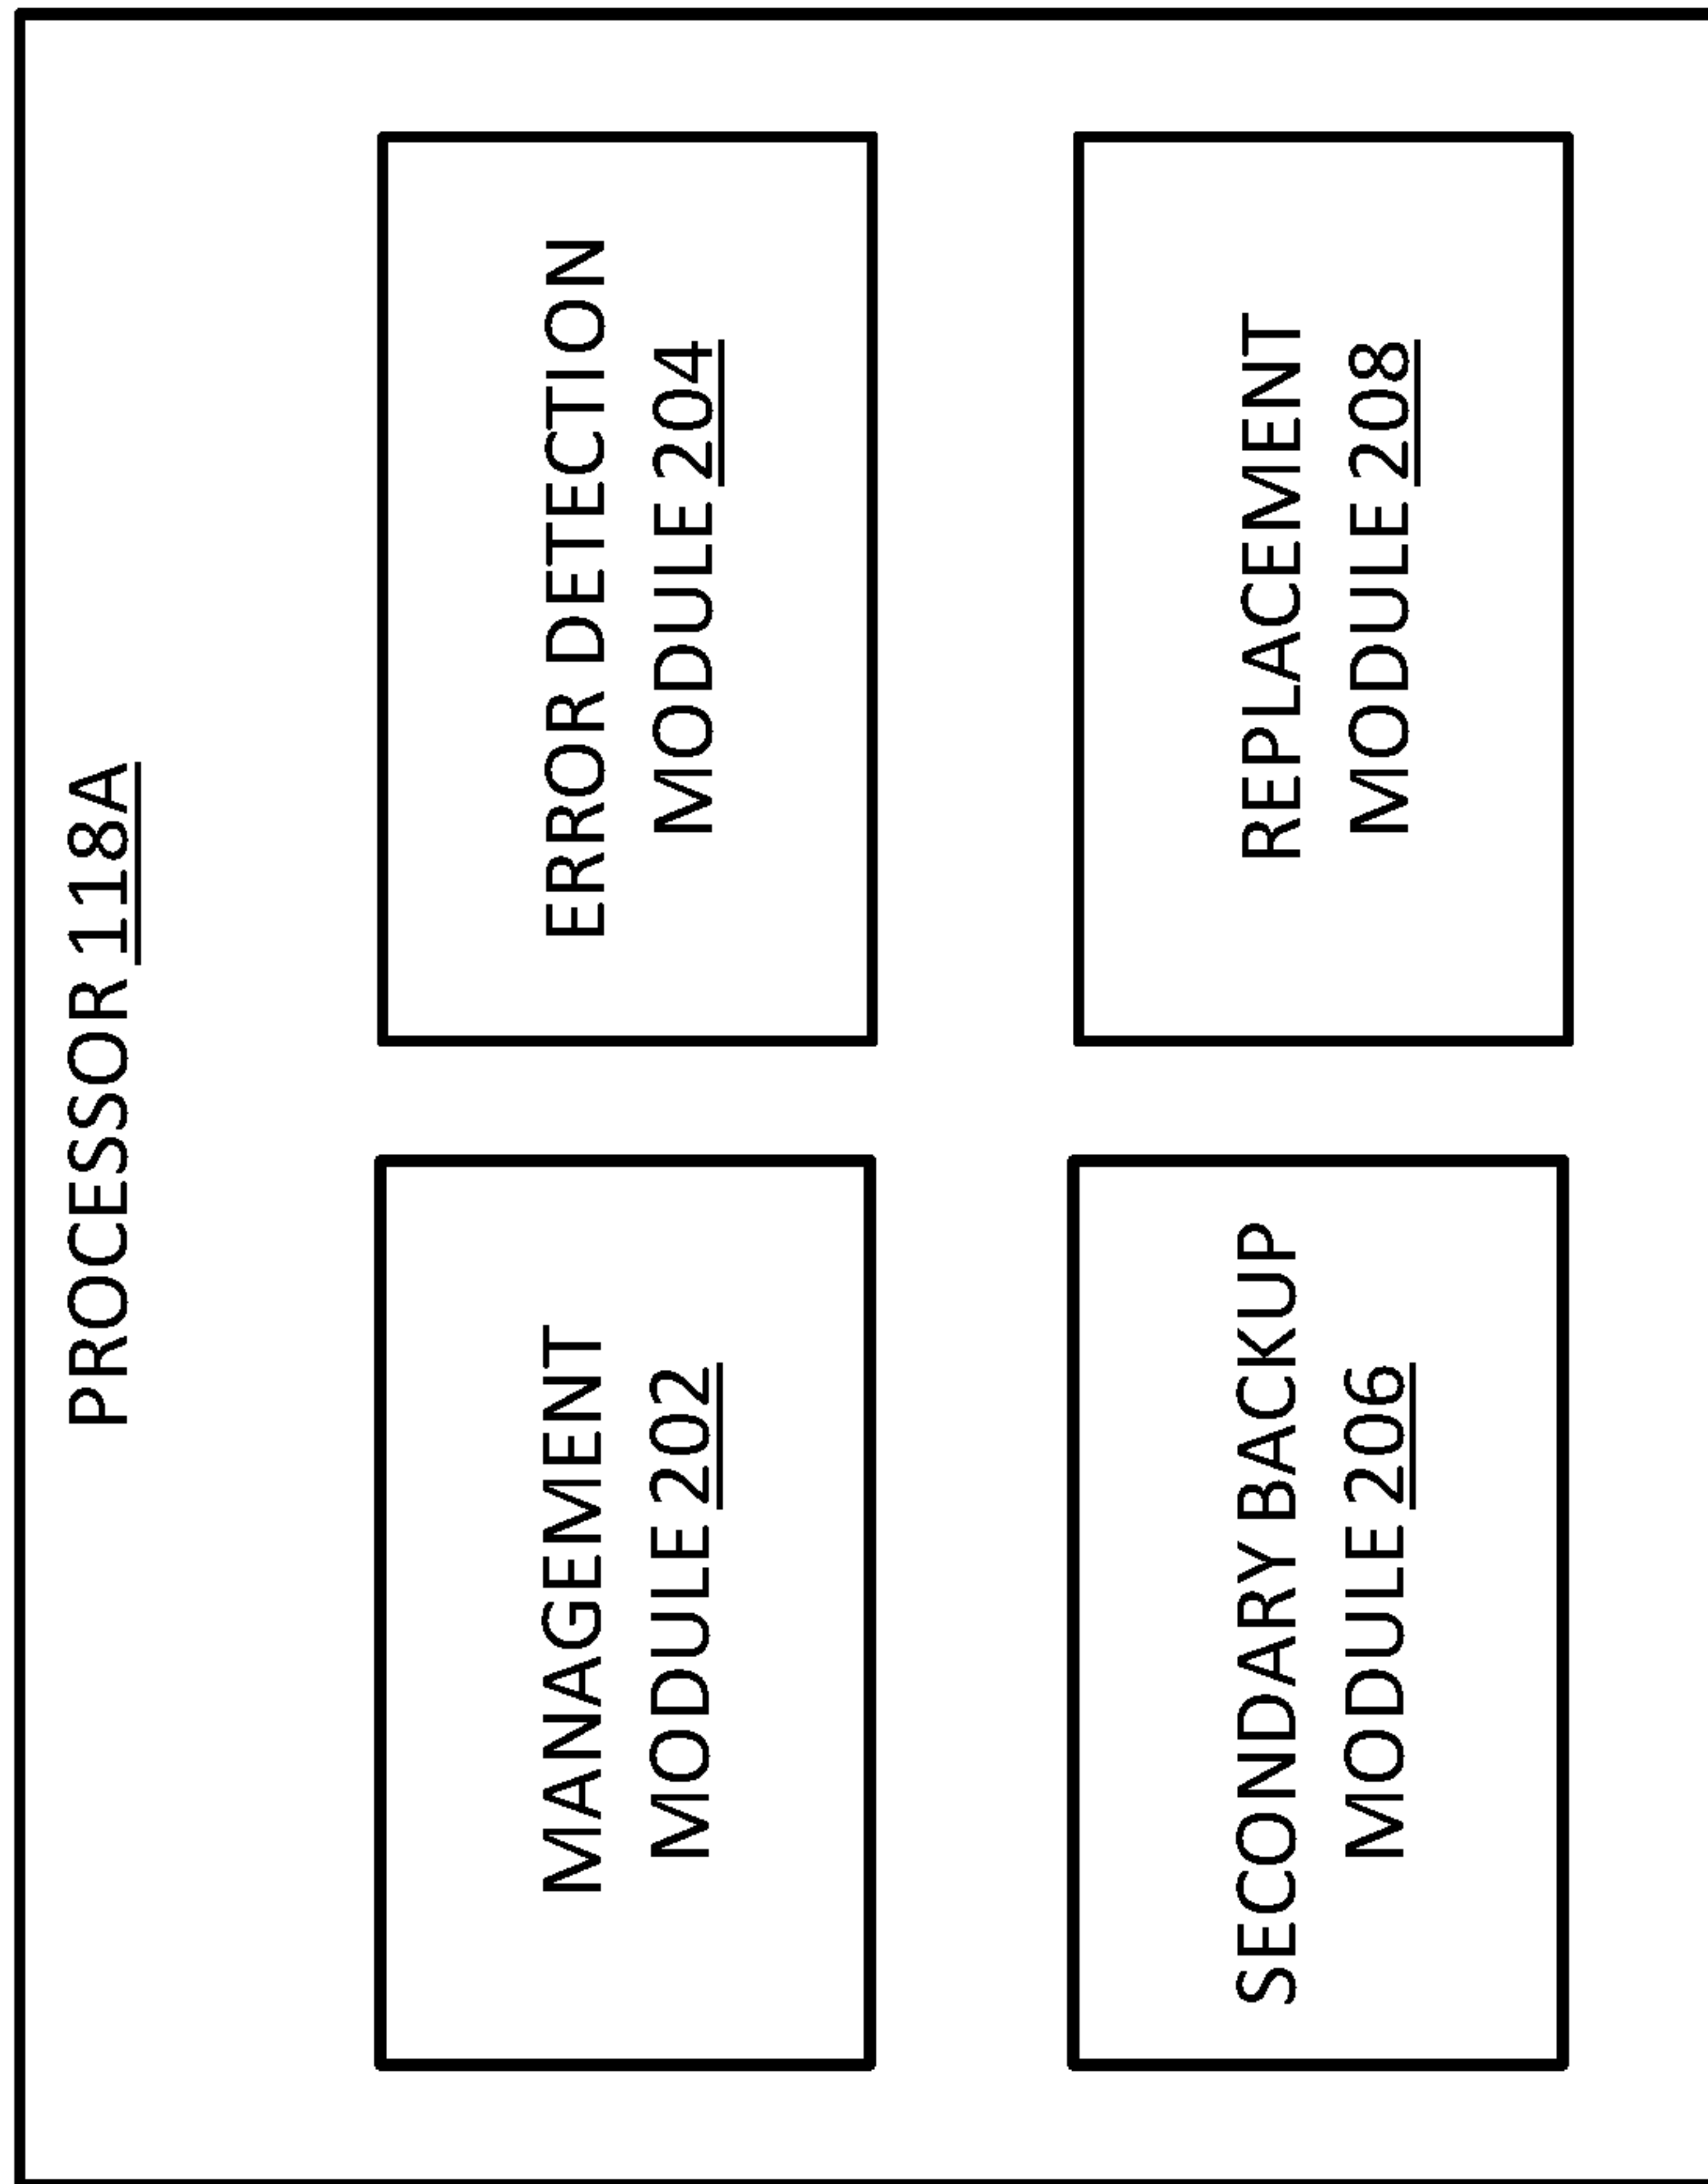 PROCESSOR 118A
MANAGEMENT
MODULE 202
ERROR DETECTION
MODULE 204
SECONDARY BACKUP
MODULE 206
REPLACEMENT
MODULE 208